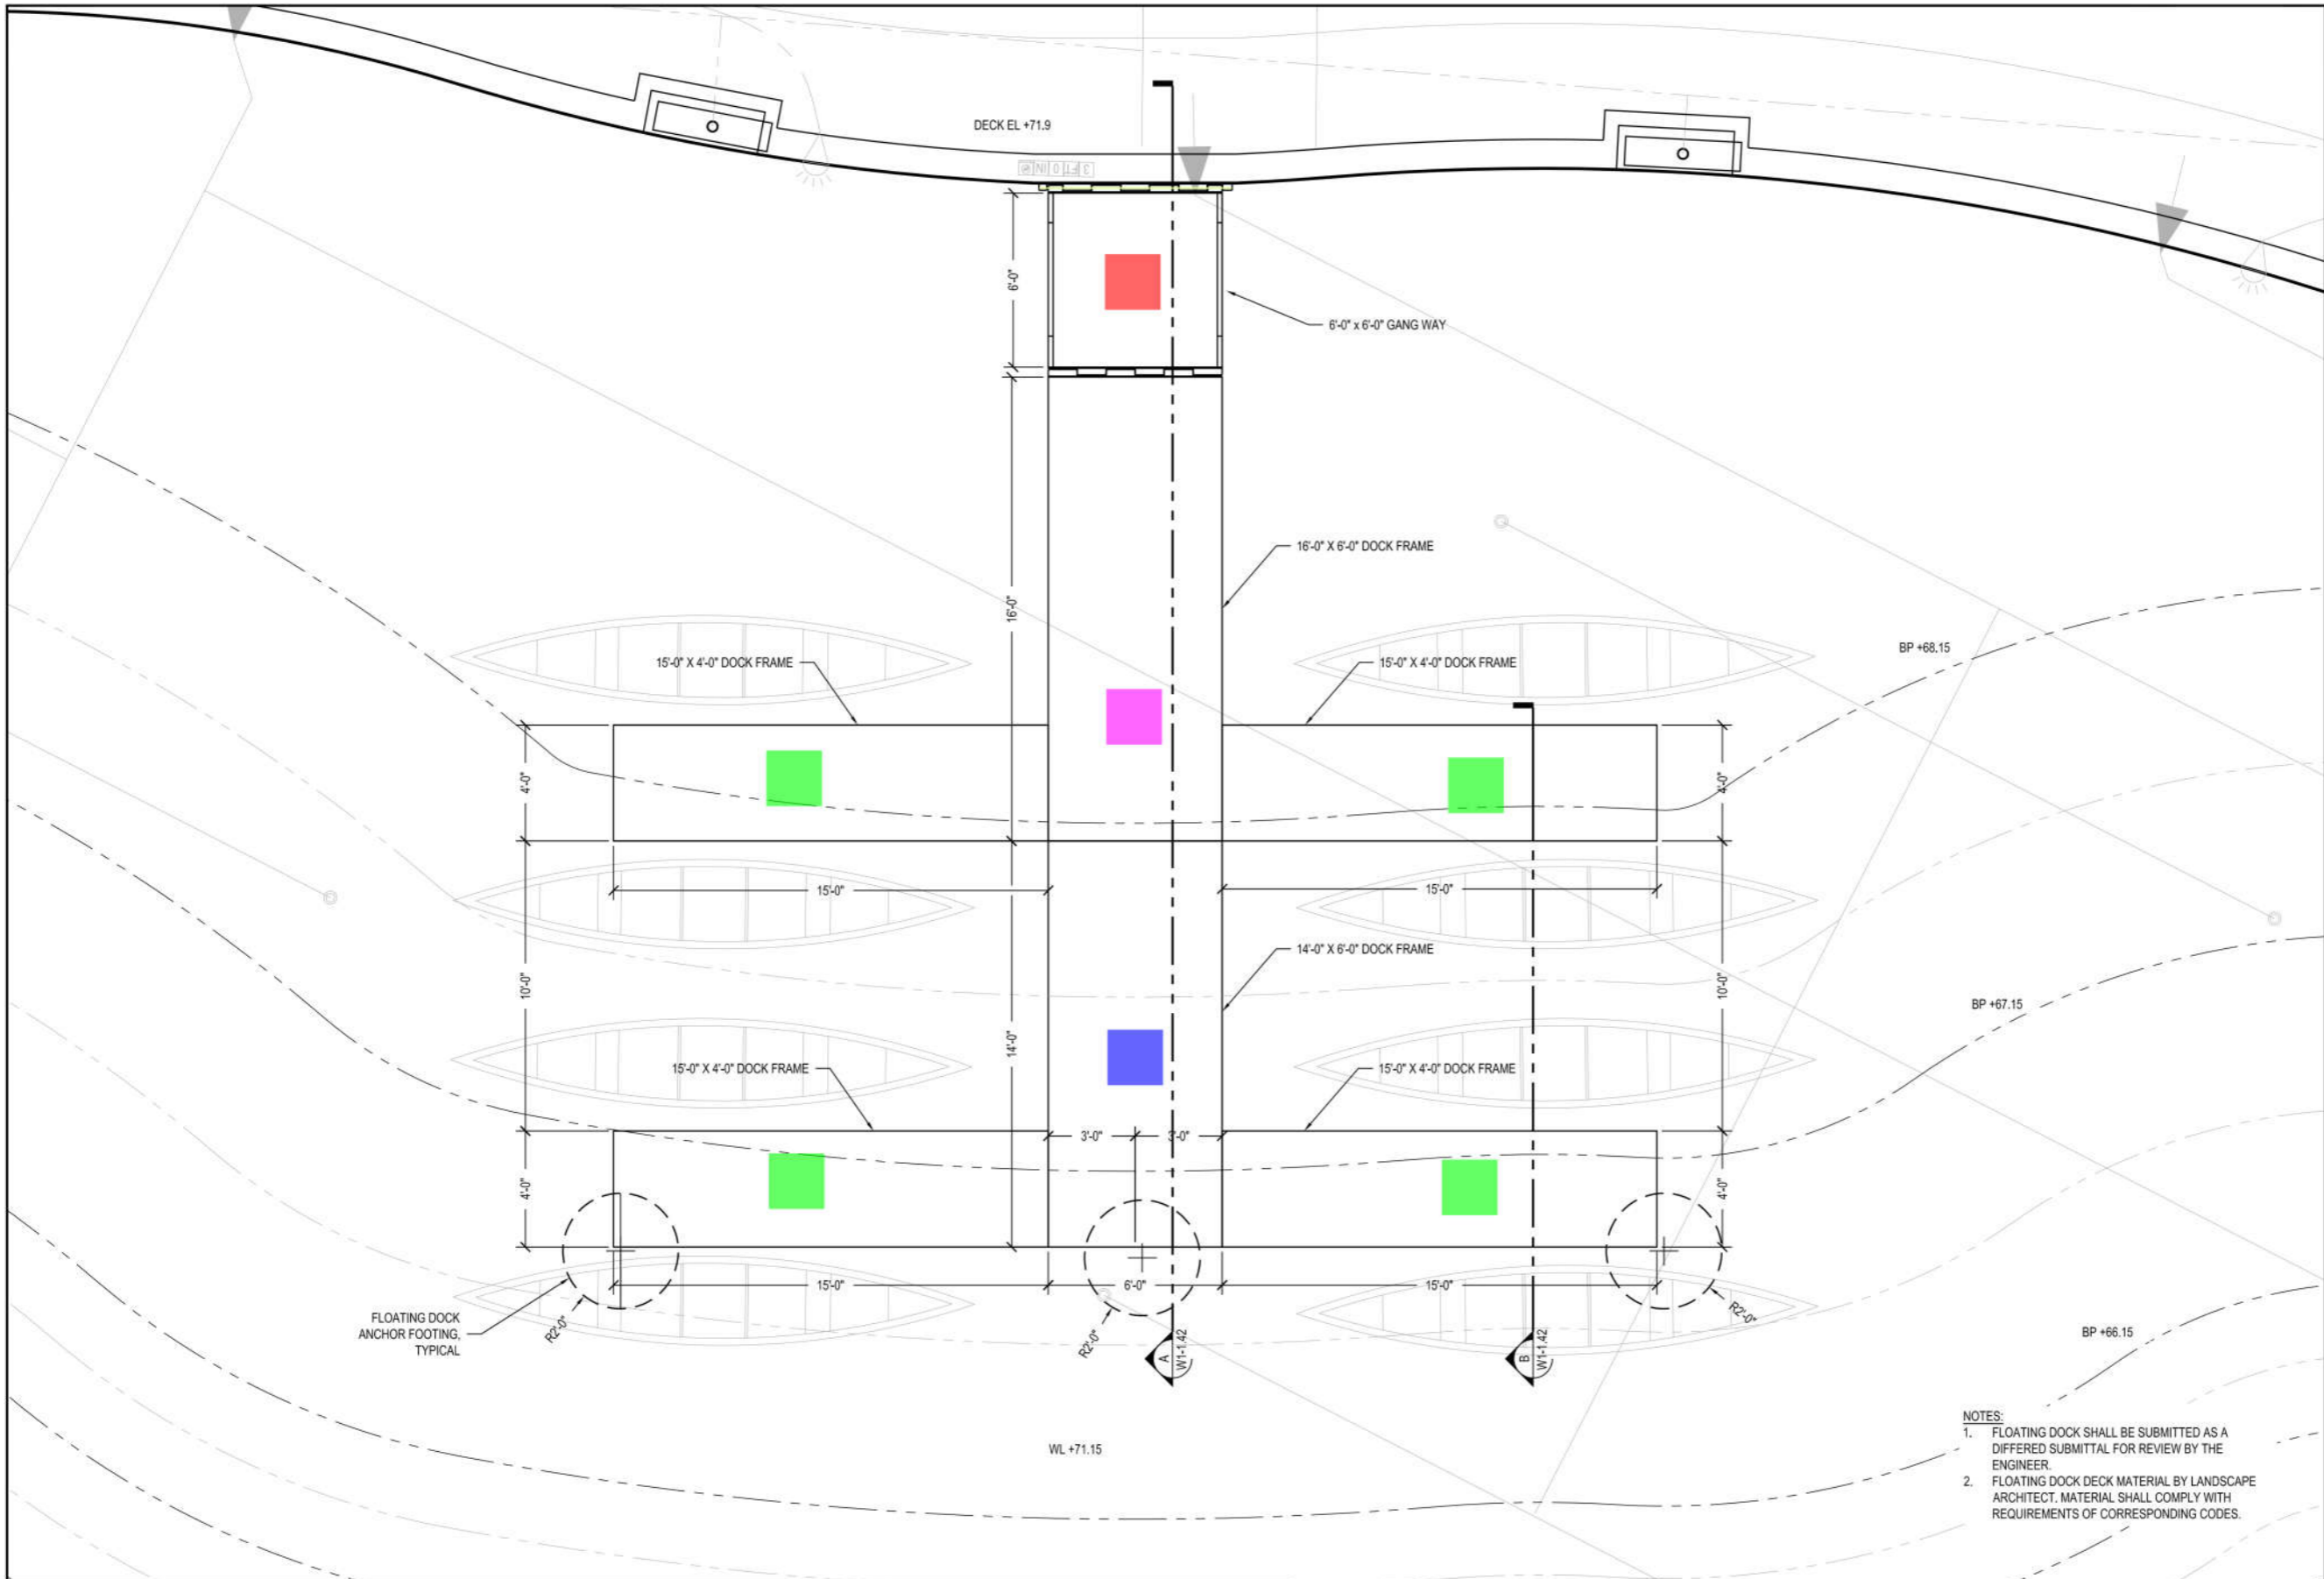 DECK EL +71.9
3 FT 0 IN
6'-0"
6'-0" x 6'-0" GANG WAY
16'-0" X 6'-0" DOCK FRAME
16'-0"
BP +68.15
15'-0" X 4'-0" DOCK FRAME
15'-0" X 4'-0" DOCK FRAME
4'-0"
4'-0"
15'-0"
15'-0"
14'-0" X 6'-0" DOCK FRAME
10'-0"
10'-0"
BP +67.15
14'-0"
15'-0" X 4'-0" DOCK FRAME
15'-0" X 4'-0" DOCK FRAME
3'-0"
3'-0"
4'-0"
4'-0"
15'-0"
6'-0"
15'-0"
FLOATING DOCK
ANCHOR FOOTING,
TYPICAL
R2'-0"
R2'-0"
R2'-0"
A
W1-1.42
B
W1-1.42
BP +66.15
WL +71.15
NOTES:
1. FLOATING DOCK SHALL BE SUBMITTED AS A
DIFFERED SUBMITTAL FOR REVIEW BY THE
ENGINEER.
2. FLOATING DOCK DECK MATERIAL BY LANDSCAPE
ARCHITECT. MATERIAL SHALL COMPLY WITH
REQUIREMENTS OF CORRESPONDING CODES.